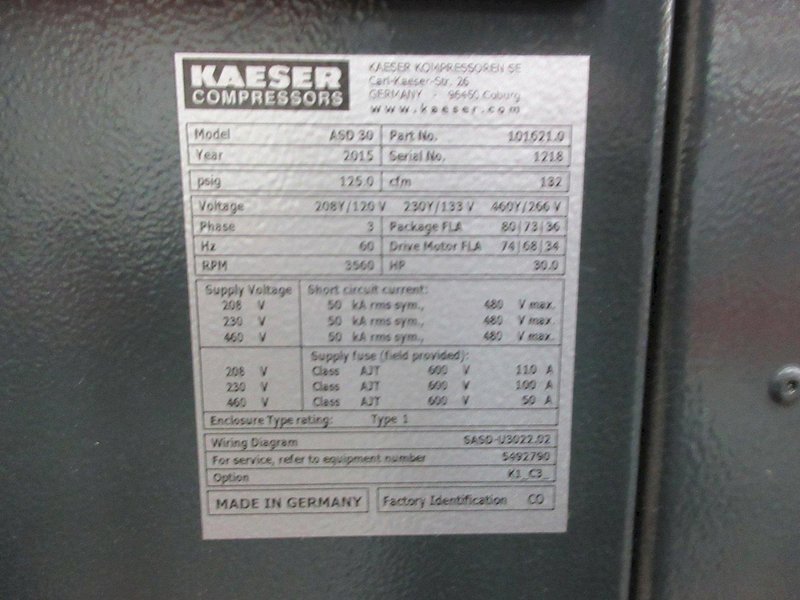 KAESER
COMPRESSORS
KAESER KOMPRESSOREN SE
Carl-Kaeser-Str. 26
GERMANY - 96450 Coburg
www.kaeser.com
Model ASD 30 Part No. 101621.0
Year 2015 Serial No. 1218
psig 125.0 cfm 132
Voltage 208Y/120 V 230Y/133 V 460Y/266 V
Phase 3 Package FLA 80|73|36
Hz 60 Drive Motor FLA 74|68|34
RPM 3560 HP 30.0
Supply Voltage Short circuit current:
208 V 50 kA rms sym., 480 V max.
230 V 50 kA rms sym., 480 V max.
460 V 50 kA rms sym., 480 V max.
Supply fuse (field provided):
208 V Class AJT 600 V 110 A
230 V Class AJT 600 V 100 A
460 V Class AJT 600 V 50 A
Enclosure Type rating: Type 1
Wiring Diagram SASD-U3022.02
For service, refer to equipment number 5492790
Option K1_C3_
MADE IN GERMANY Factory Identification CO